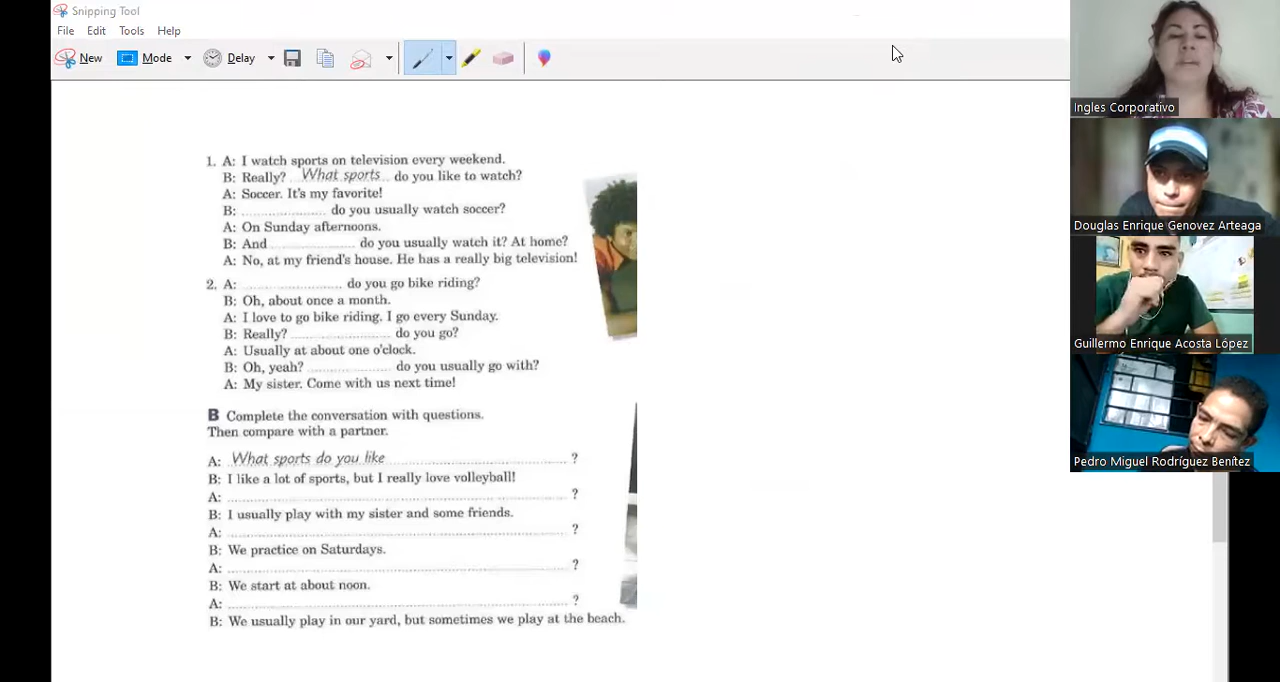 Snipping Tool
File Edit Tools Help
New Mode Delay
1. A: I watch sports on television every weekend.
B: Really? What sports do you like to watch?
A: Soccer. It's my favorite!
B: do you usually watch soccer?
A: On Sunday afternoons.
B: And do you usually watch it? At home?
A: No, at my friend's house. He has a really big television!
2. A: do you go bike riding?
B: Oh, about once a month.
A: I love to go bike riding. I go every Sunday.
B: Really? do you go?
A: Usually at about one o'clock.
B: Oh, yeah? do you usually go with?
A: My sister. Come with us next time!
B Complete the conversation with questions.
Then compare with a partner.
A: What sports do you like ?
B: I like a lot of sports, but I really love volleyball!
A: ?
B: I usually play with my sister and some friends.
A: ?
B: We practice on Saturdays.
A: ?
B: We start at about noon.
A: ?
B: We usually play in our yard, but sometimes we play at the beach.
Ingles Corporativo
Douglas Enrique Genovez Arteaga
Guillermo Enrique Acosta López
Pedro Miguel Rodríguez Benítez